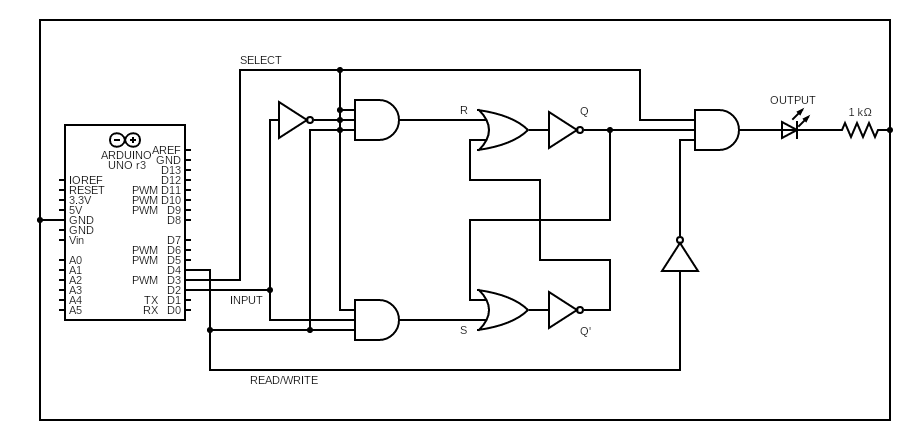 SELECT
ARDUINO
UNO r3
AREF
GND
D13
D12
IOREF
RESET PWM D11
3.3V PWM D10
5V PWM D9
GND D8
GND
Vin D7
PWM D6
A0 PWM D5
A1 D4
A2 PWM D3
A3 D2
A4 TX D1
A5 RX D0
INPUT
READ/WRITE
R
S
Q
Q'
OUTPUT
1 kΩ